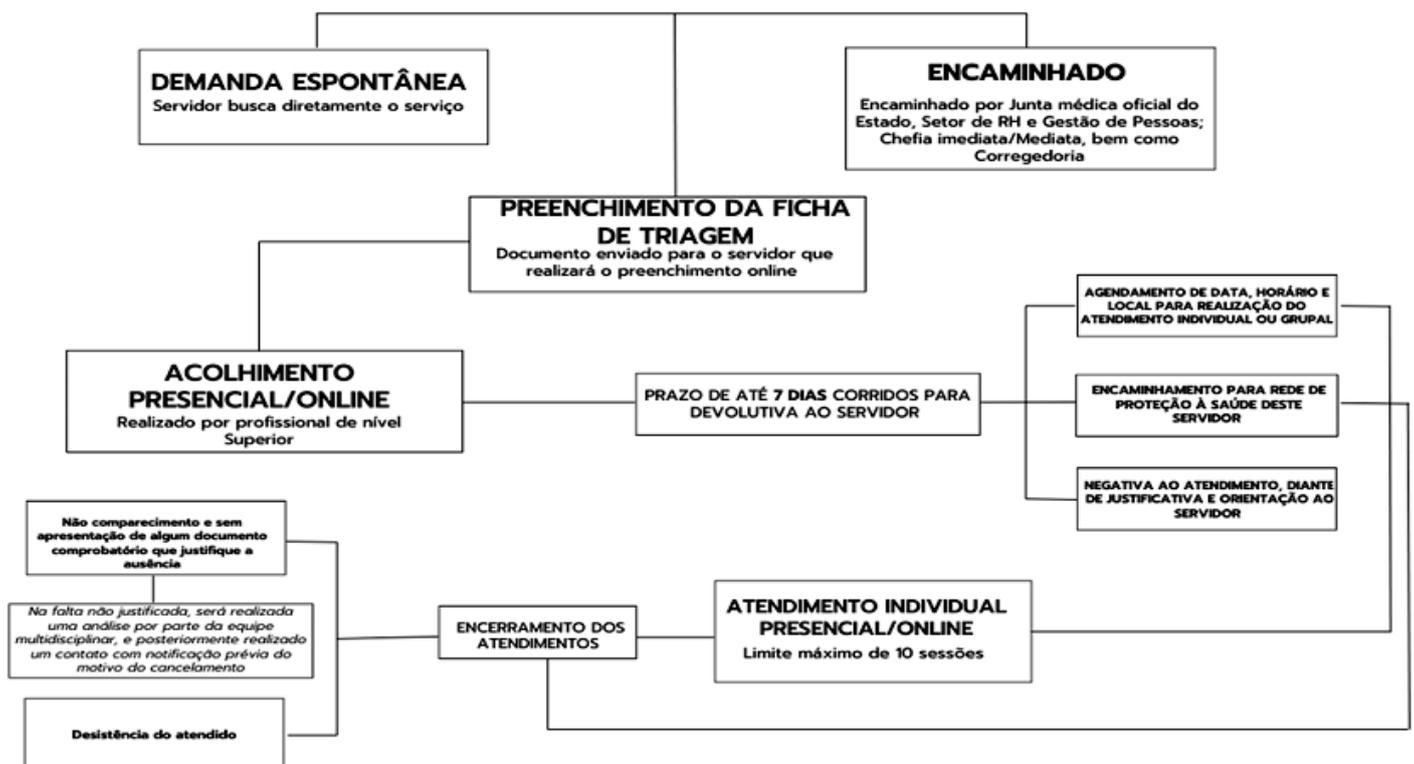 DEMANDA ESPONTÂNEA
Servidor busca diretamente o serviço
ENCAMINHADO
Encaminhado por Junta médica oficial do
Estado, Setor de RH e Gestão de Pessoas;
Chefia imediata/Mediata, bem como
Corregedoria
PREENCHIMENTO DA FICHA
DE TRIAGEM
Documento enviado para o servidor que
realizará o preenchimento online
ACOLHIMENTO
PRESENCIAL/ONLINE
Realizado por profissional de nível
Superior
PRAZO DE ATÉ 7 DIAS CORRIDOS PARA
DEVOLUTIVA AO SERVIDOR
AGENDAMENTO DE DATA, HORÁRIO E
LOCAL PARA REALIZAÇÃO DO
ATENDIMENTO INDIVIDUAL OU GRUPAL
ENCAMINHAMENTO PARA REDE DE
PROTEÇÃO À SAÚDE DESTE
SERVIDOR
NEGATIVA AO ATENDIMENTO, DIANTE
DE JUSTIFICATIVA E ORIENTAÇÃO AO
SERVIDOR
ATENDIMENTO INDIVIDUAL
PRESENCIAL/ONLINE
Limite máximo de 10 sessões
ENCERRAMENTO DOS
ATENDIMENTOS
Não comparecimento e sem
apresentação de algum documento
comprobatório que justifique a
ausência
Na falta não justificada, será realizada
uma análise por parte da equipe
multidisciplinar, e posteriormente realizado
um contato com notificação prévia do
motivo do cancelamento
Desistência do atendido